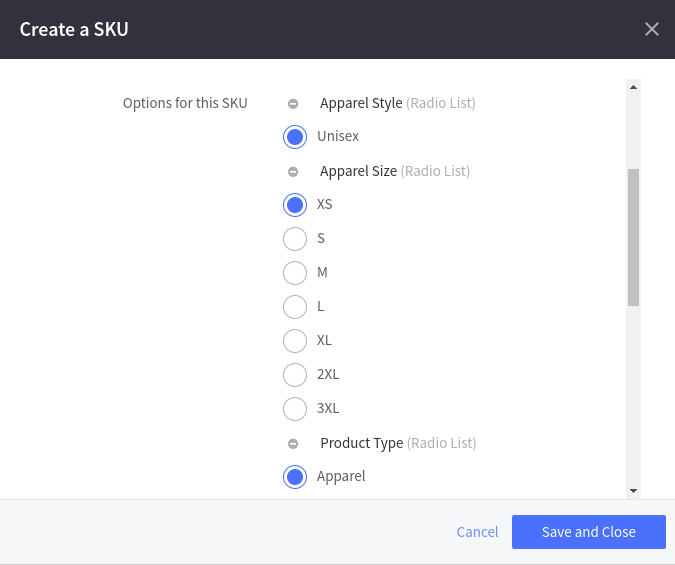 Create a SKU
Options for this SKU
Apparel Style (Radio List)
Unisex
Apparel Size (Radio List)
XS
S
M
L
XL
2XL
3XL
Product Type (Radio List)
Apparel
Cancel
Save and Close